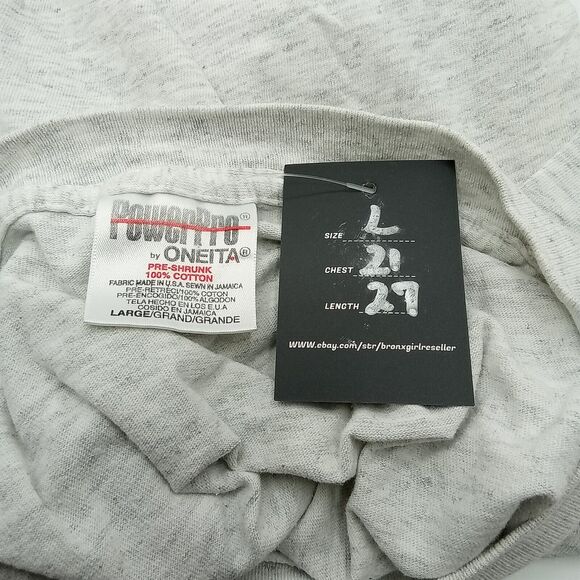 PowerPro®
by ONEITA®
PRE-SHRUNK
100% COTTON
FABRIC MADE IN U.S.A. SEWN IN JAMAICA
PRE-RETRECI/100% COTON
PRE-ENCOGIDO/100% ALGODON
TELA HECHO EN LOS E.U.A.
COSIDO EN JAMAICA
LARGE/GRAND/GRANDE
SIZE L
CHEST 21
LENGTH 27
www.ebay.com/str/bronxgirlreseller